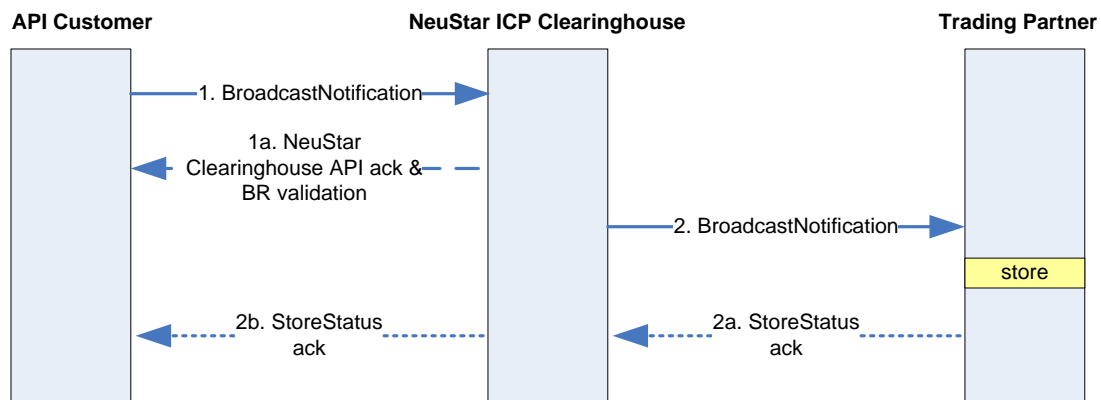 API Customer
NeuStar ICP Clearinghouse
Trading Partner
1. BroadcastNotification
1a. NeuStar
Clearinghouse API ack &
BR validation
2. BroadcastNotification
store
2b. StoreStatus
ack
2a. StoreStatus
ack